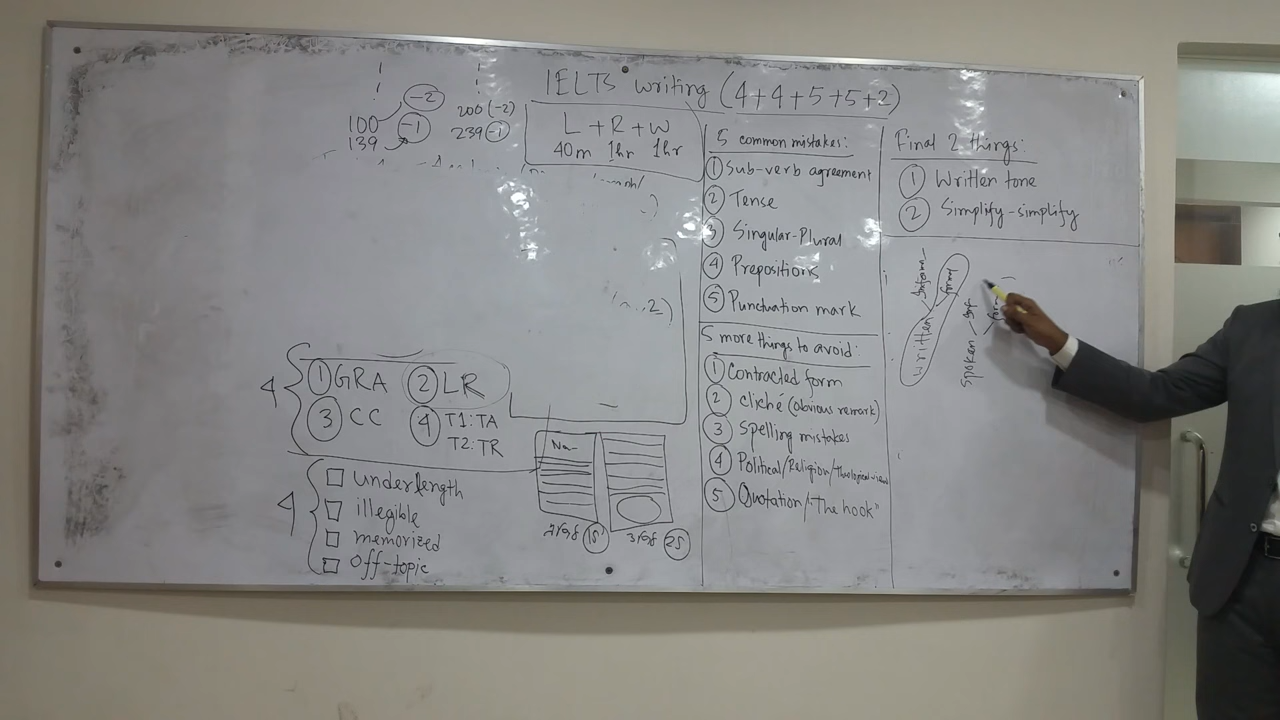 IELTS writing (4+4+5+5+2)
100 -2
139 -1
200 (-2)
239 -1
L + R + W
40m 1hr 1hr
4
① GRA ② LR
③ CC ④ T1: TA
T2: TR
4
underlength
illegible
memorized
off-topic
5 common mistakes:
① Sub-verb agreement
② Tense
③ Singular-Plural
④ Prepositions
⑤ Punctuation mark
5 more things to avoid:
① Contracted form
② cliché (obvious remark)
③ Spelling mistakes
④ Political/Religion/Theological views
⑤ Quotation/"The hook"
Final 2 things:
① Written tone
② Simplify-simplify
written
formal
spoken